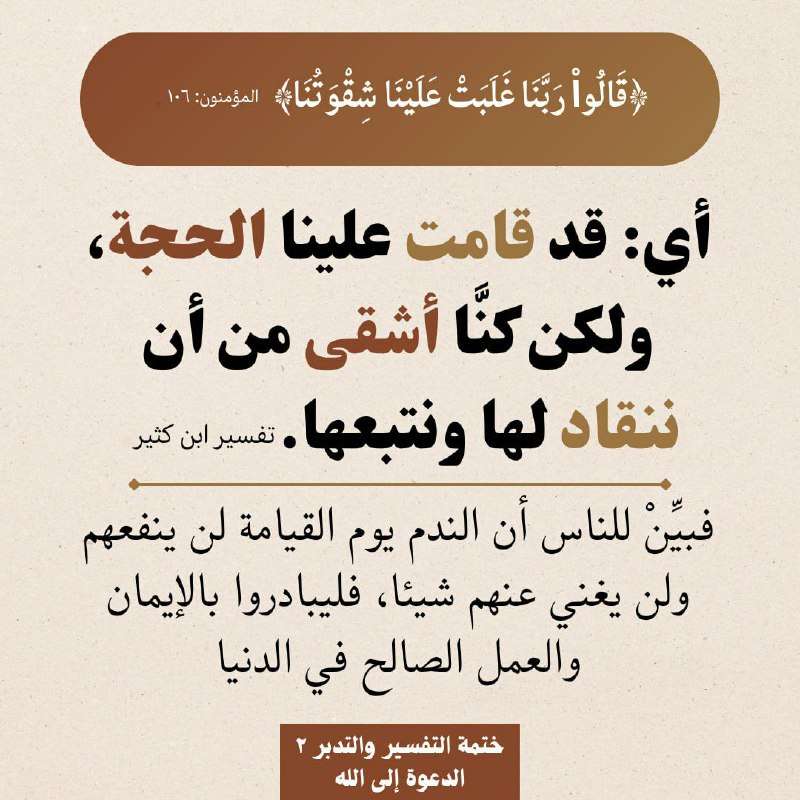 ﴿قَالُوا۟ رَبَّنَا غَلَبَتْ عَلَيْنَا شِقْوَتُنَا﴾ المؤمنون: ١٠٦
أي: قد قامت علينا الحجة،
ولكن كنَّا أشقى من أن
ننقاد لها ونتبعها. تفسير ابن كثير
فبيِّنْ للناس أن الندم يوم القيامة لن ينفعهم
ولن يغني عنهم شيئا، فليبادروا بالإيمان
والعمل الصالح في الدنيا
ختمة التفسير والتدبر ٢
الدعوة إلى الله